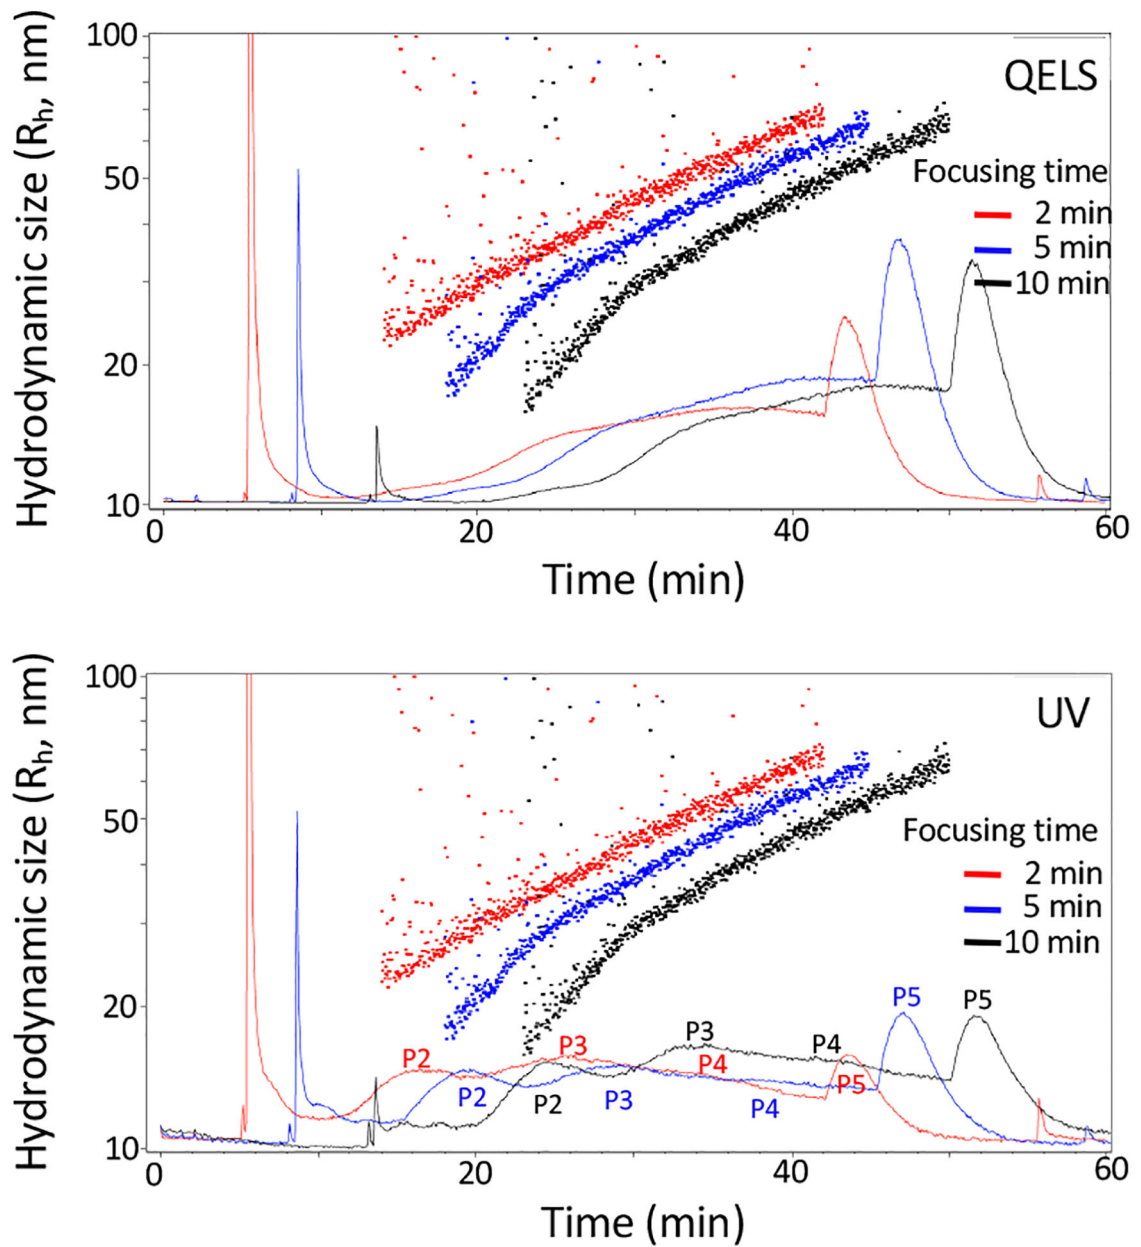 100
50
20
10
Hydrodynamic size (Rh, nm)
QELS
Focusing time
2 min
5 min
10 min
0 20 40 60
Time (min)
100
50
20
10
Hydrodynamic size (Rh, nm)
UV
Focusing time
2 min
5 min
10 min
P5 P5
P2 P3 P3 P4 P4
P5
P2 P2 P3 P4
0 20 40 60
Time (min)